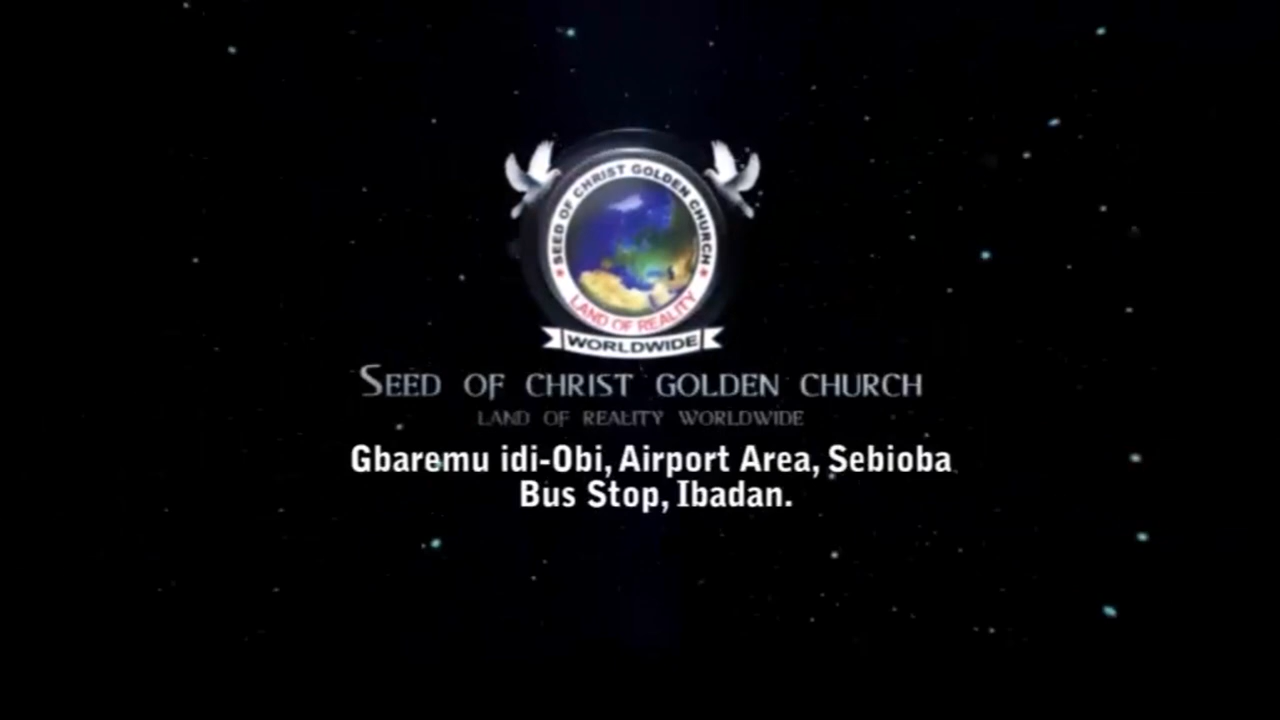 SEED OF CHRIST GOLDEN CHURCH
LAND OF REALITY
WORLDWIDE
SEED OF CHRIST GOLDEN CHURCH
LAND OF REALITY WORLDWIDE
Gbaremu idi-Obi, Airport Area, Sebioba
Bus Stop, Ibadan.